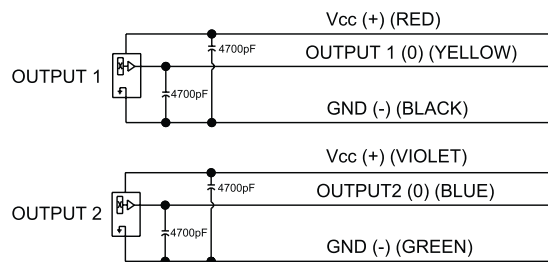 Vcc (+) (RED)
4700pF
OUTPUT 1 (0) (YELLOW)
OUTPUT 1
4700pF
GND (-) (BLACK)
Vcc (+) (VIOLET)
4700pF
OUTPUT2 (0) (BLUE)
OUTPUT 2
4700pF
GND (-) (GREEN)